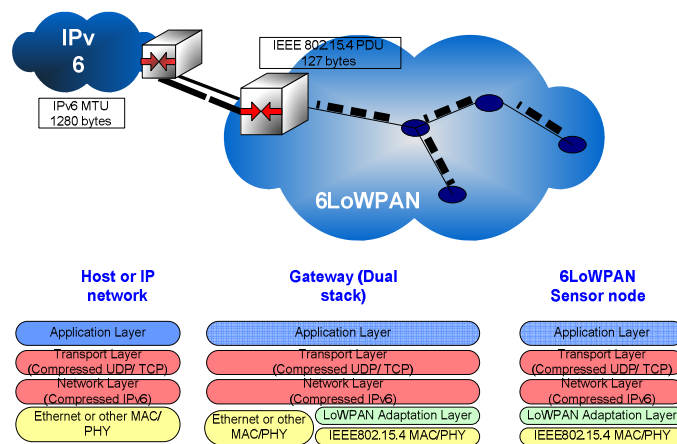 IPv
6
IEEE 802.15.4 PDU
127 bytes
IPv6 MTU
1280 bytes
6LoWPAN
Host or IP
network
Gateway (Dual
stack)
6LoWPAN
Sensor node
Application Layer
Transport Layer
(Compressed UDP/ TCP)
Network Layer
(Compressed IPv6)
Ethernet or other MAC/
PHY
Application Layer
Transport Layer
(Compressed UDP/ TCP)
Network Layer
(Compressed IPv6)
Ethernet or other
MAC/PHY
LoWPAN Adaptation Layer
IEEE802.15.4 MAC/PHY
Application Layer
Transport Layer
(Compressed UDP/ TCP)
Network Layer
(Compressed IPv6)
LoWPAN Adaptation Layer
IEEE802.15.4 MAC/PHY